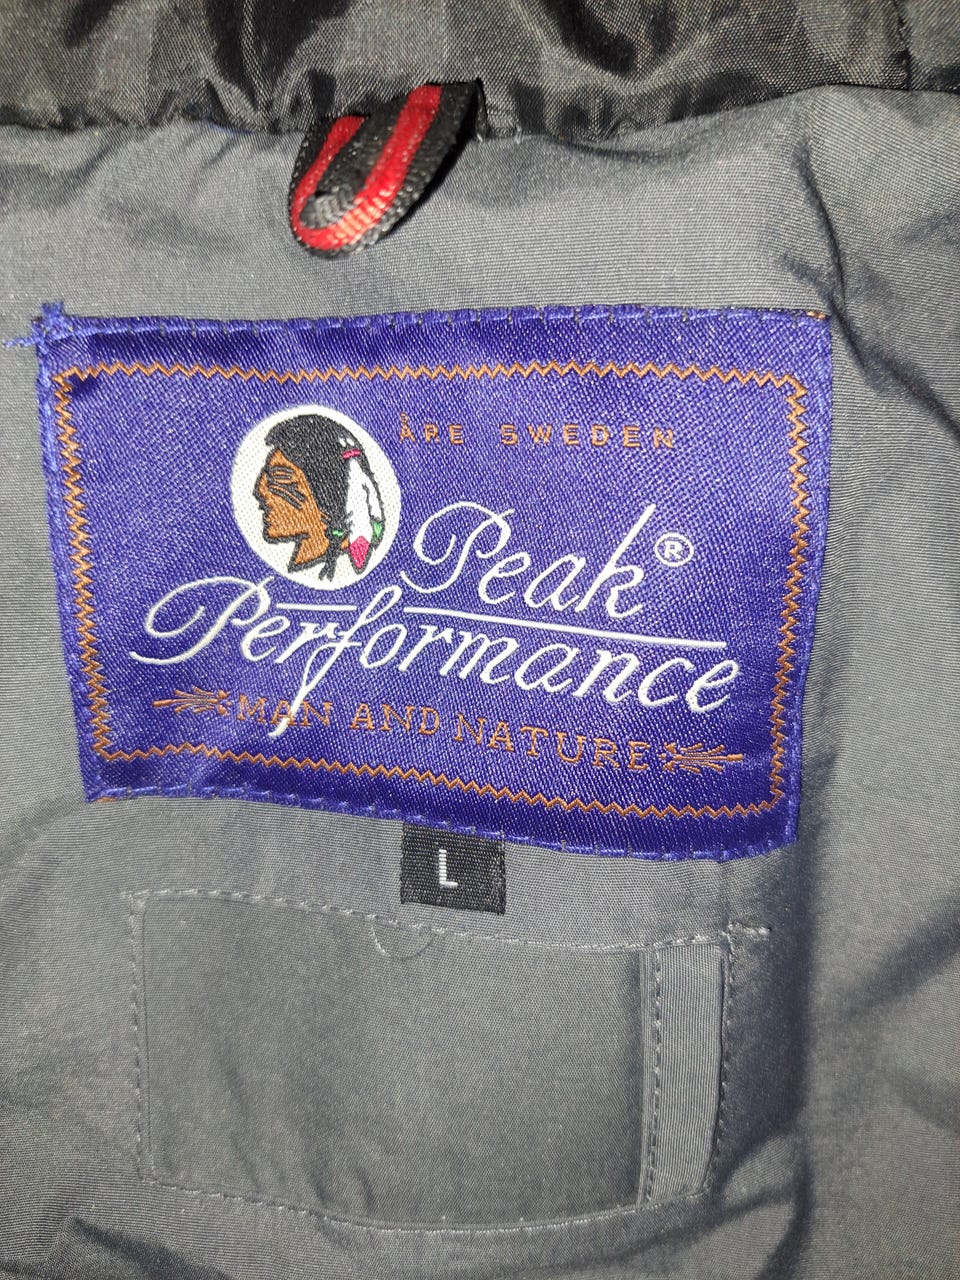 ÅRE SWEDEN
Peak®
Performance
MAN AND NATURE
L